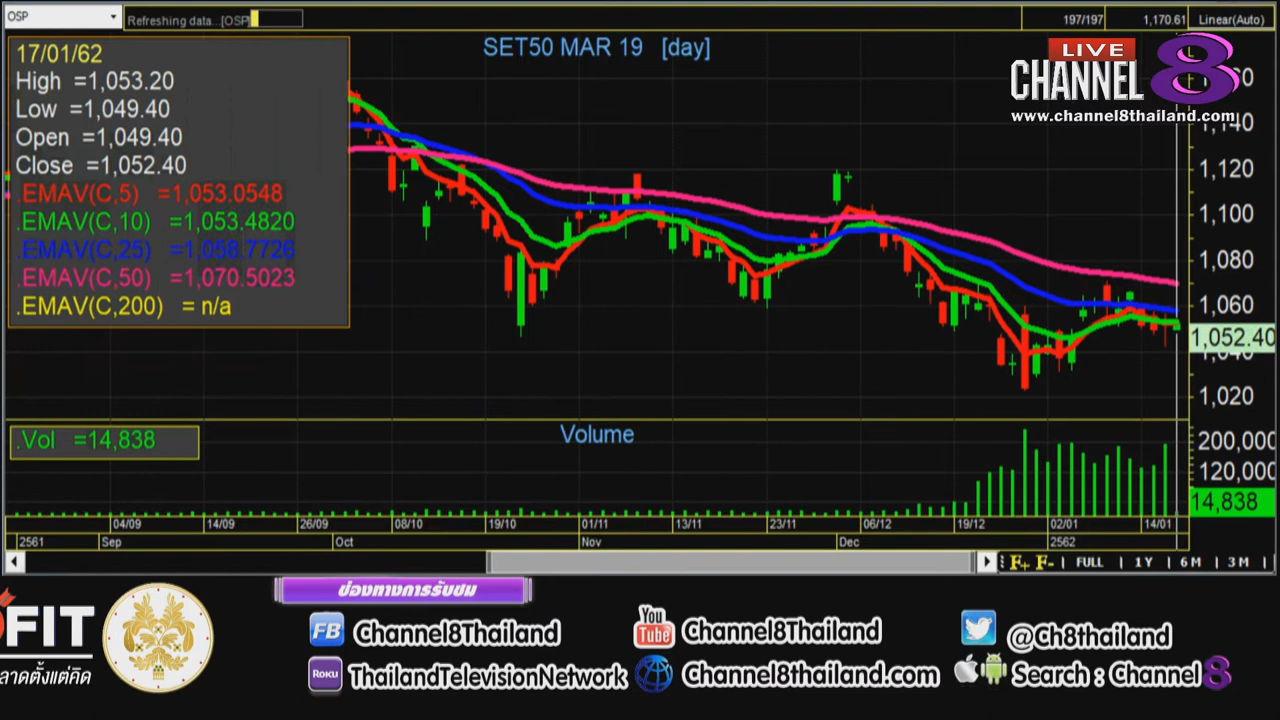 OSP
Refreshing data...[OSP]
197/197
1,170.61
Linear(Auto)
17/01/62
High =1,053.20
Low =1,049.40
Open =1,049.40
Close =1,052.40
.EMAV(C,5) =1,053.0548
.EMAV(C,10) =1,053.4820
.EMAV(C,25) =1,058.7726
.EMAV(C,50) =1,070.5023
.EMAV(C,200) = n/a
SET50 MAR 19 [day]
LIVE
CHANNEL 8
www.channel8thailand.com
1,140
1,120
1,100
1,080
1,060
1,052.40
1,040
1,020
.Vol =14,838
Volume
200,000
120,000
14,838
04/09 14/09 26/09 08/10 19/10 01/11 13/11 23/11 06/12 19/12 02/01 14/01
2561 Sep Oct Nov Dec 2562
F+ F- FULL 1Y 6M 3M
ช่องทางการรับชม
FIT
FB Channel8Thailand
You Tube Channel8Thailand
@Ch8thailand
ROKU ThailandTelevisionNetwork
Channel8thailand.com
Search : Channel 8